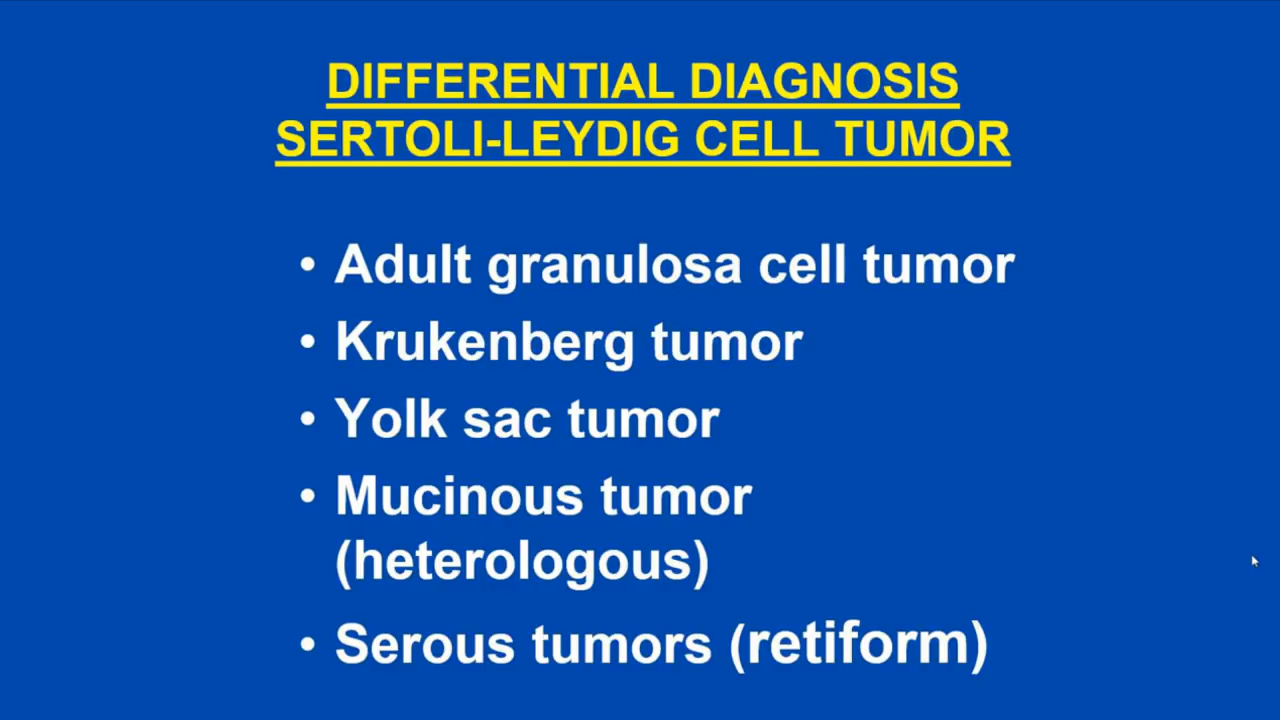 DIFFERENTIAL DIAGNOSIS
SERTOLI-LEYDIG CELL TUMOR
• Adult granulosa cell tumor
• Krukenberg tumor
• Yolk sac tumor
• Mucinous tumor
(heterologous)
• Serous tumors (retiform)